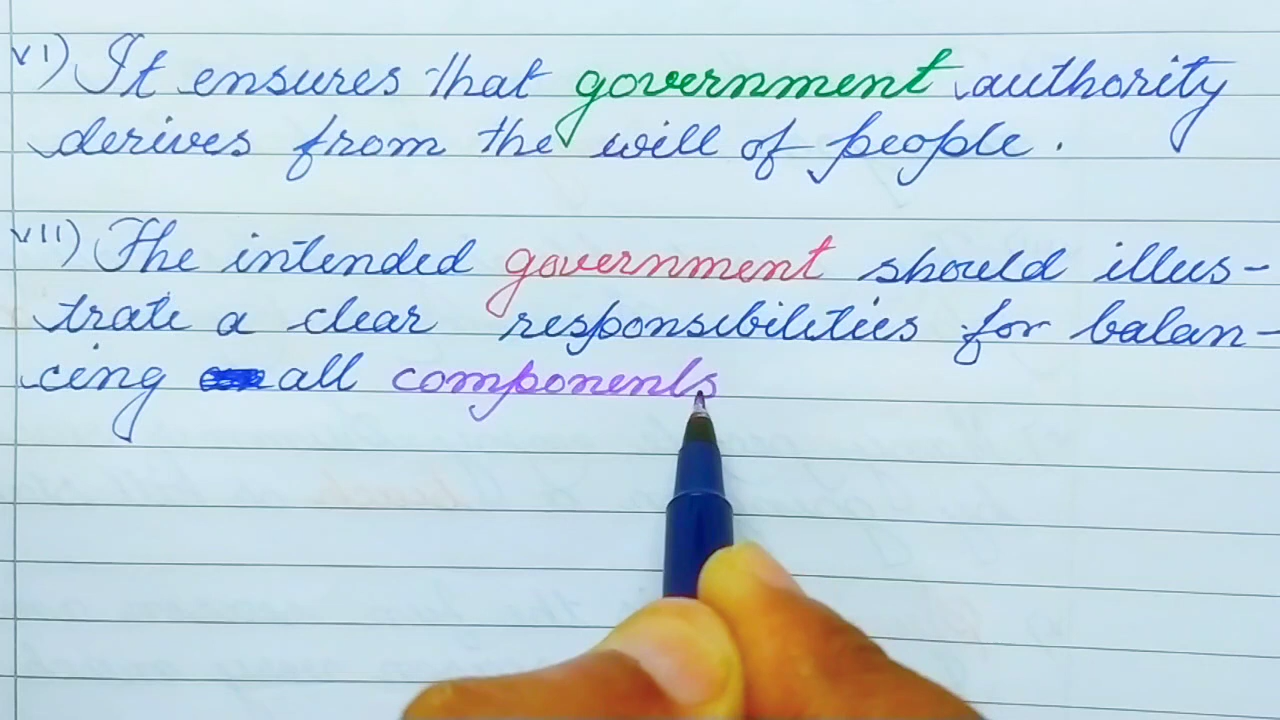 vi) It ensures that government authority
derives from the will of people.
vii) The intended government should illus-
trate a clear responsibilities for balan-
cing all components